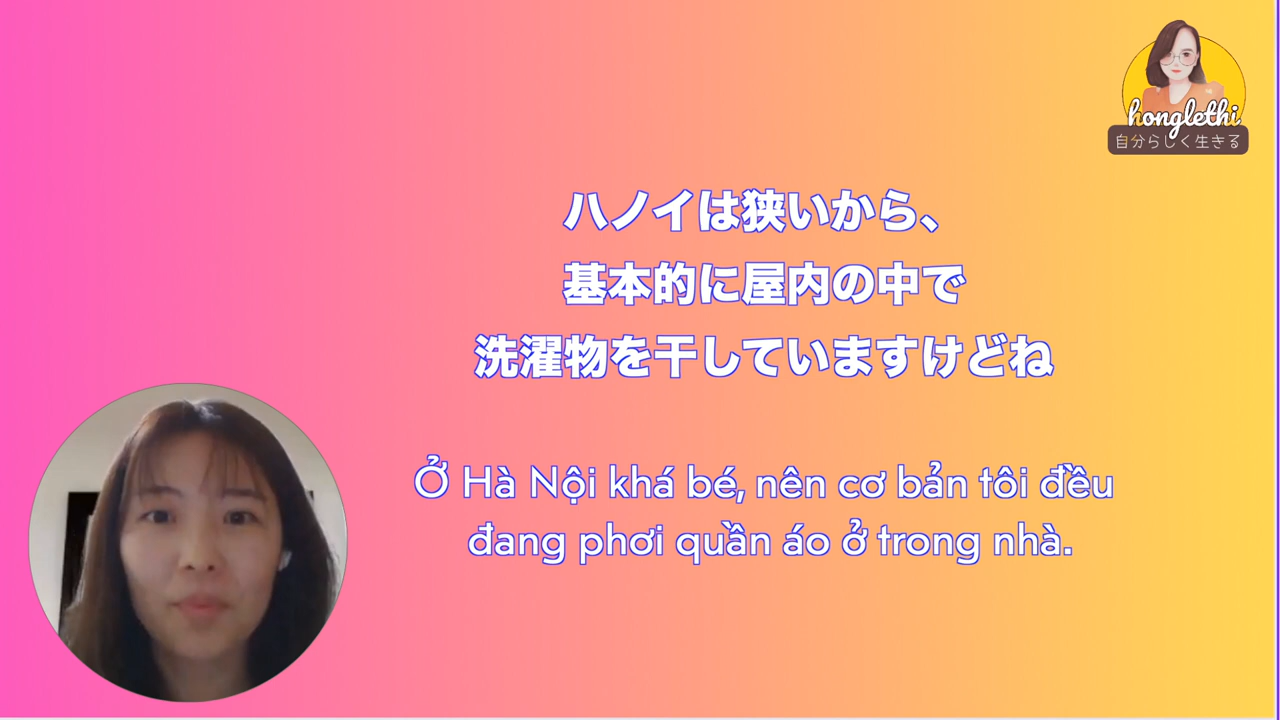 honglethi
自分らしく生きる
ハノイは狭いから、
基本的に屋内の中で
洗濯物を干していますけどね
Ở Hà Nội khá bé, nên cơ bản tôi đều
đang phơi quần áo ở trong nhà.